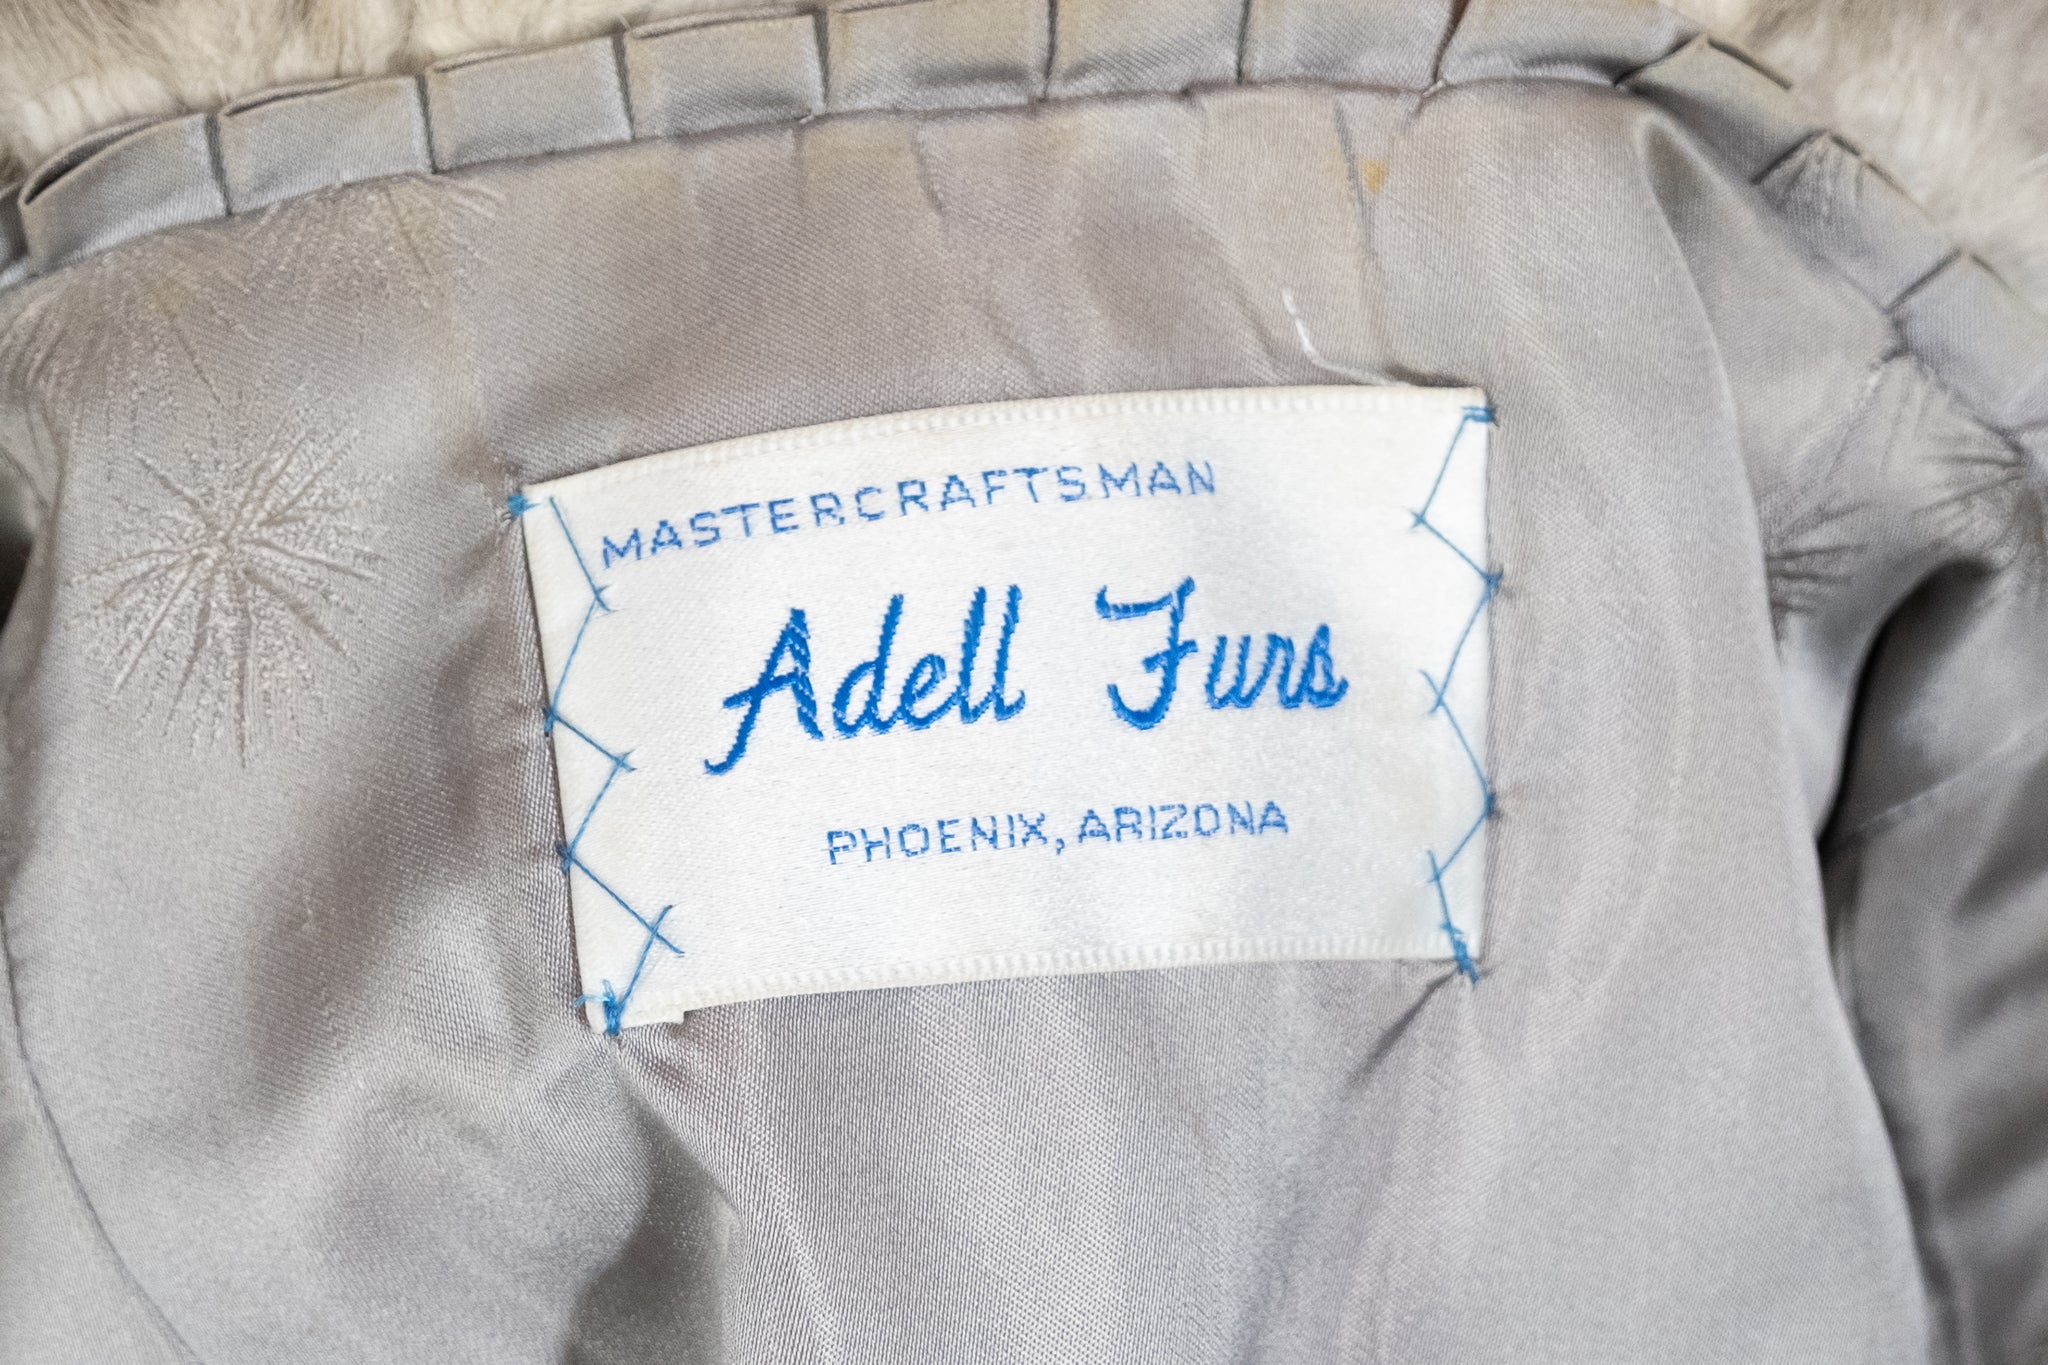 MASTERCRAFTSMAN
Adell Furs
PHOENIX, ARIZONA